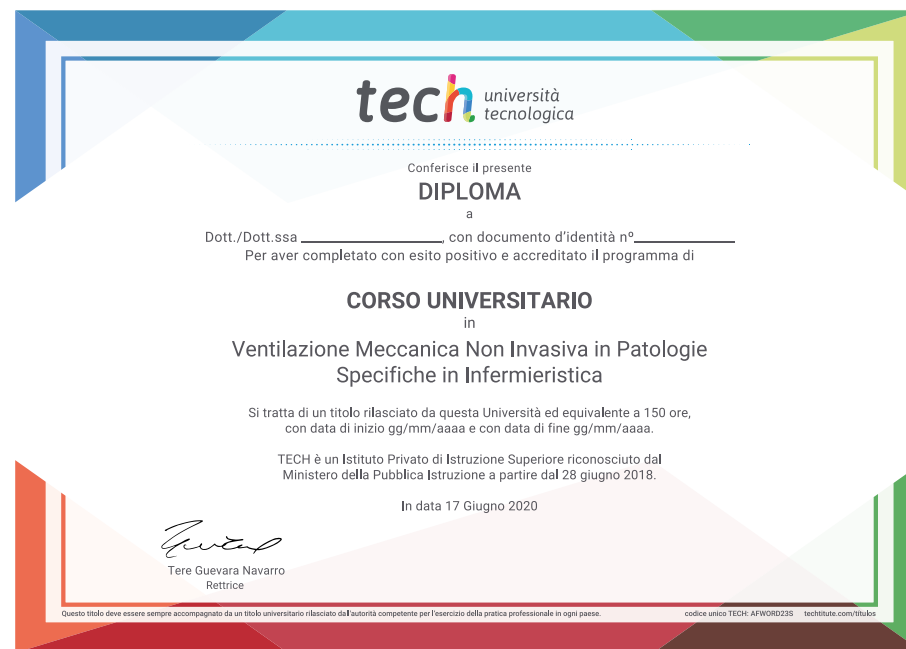 tech università
tecnologica
Conferisce il presente
DIPLOMA
a
Dott./Dott.ssa ____________________, con documento d'identità nº______________
Per aver completato con esito positivo e accreditato il programma di
CORSO UNIVERSITARIO
in
Ventilazione Meccanica Non Invasiva in Patologie
Specifiche in Infermieristica
Si tratta di un titolo rilasciato da questa Università ed equivalente a 150 ore,
con data di inizio gg/mm/aaaa e con data di fine gg/mm/aaaa.
TECH è un Istituto Privato di Istruzione Superiore riconosciuto dal
Ministero della Pubblica Istruzione a partire dal 28 giugno 2018.
In data 17 Giugno 2020
Tere Guevara Navarro
Rettrice
Questo titolo deve essere sempre accompagnato da un titolo universitario rilasciato dall'autorità competente per l'esercizio della pratica professionale in ogni paese.
codice unico TECH: AFWORD23S techtitute.com/titulos